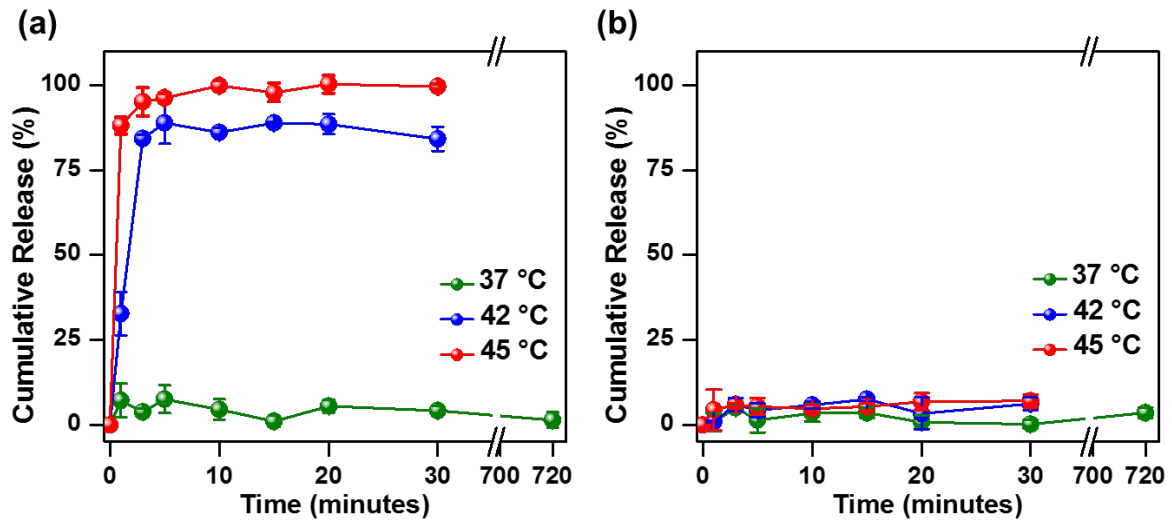 (a)
Cumulative Release (%)
100
75
50
25
0
37 °C
42 °C
45 °C
0 10 20 30 700 720
Time (minutes)
(b)
Cumulative Release (%)
100
75
50
25
0
37 °C
42 °C
45 °C
0 10 20 30 700 720
Time (minutes)